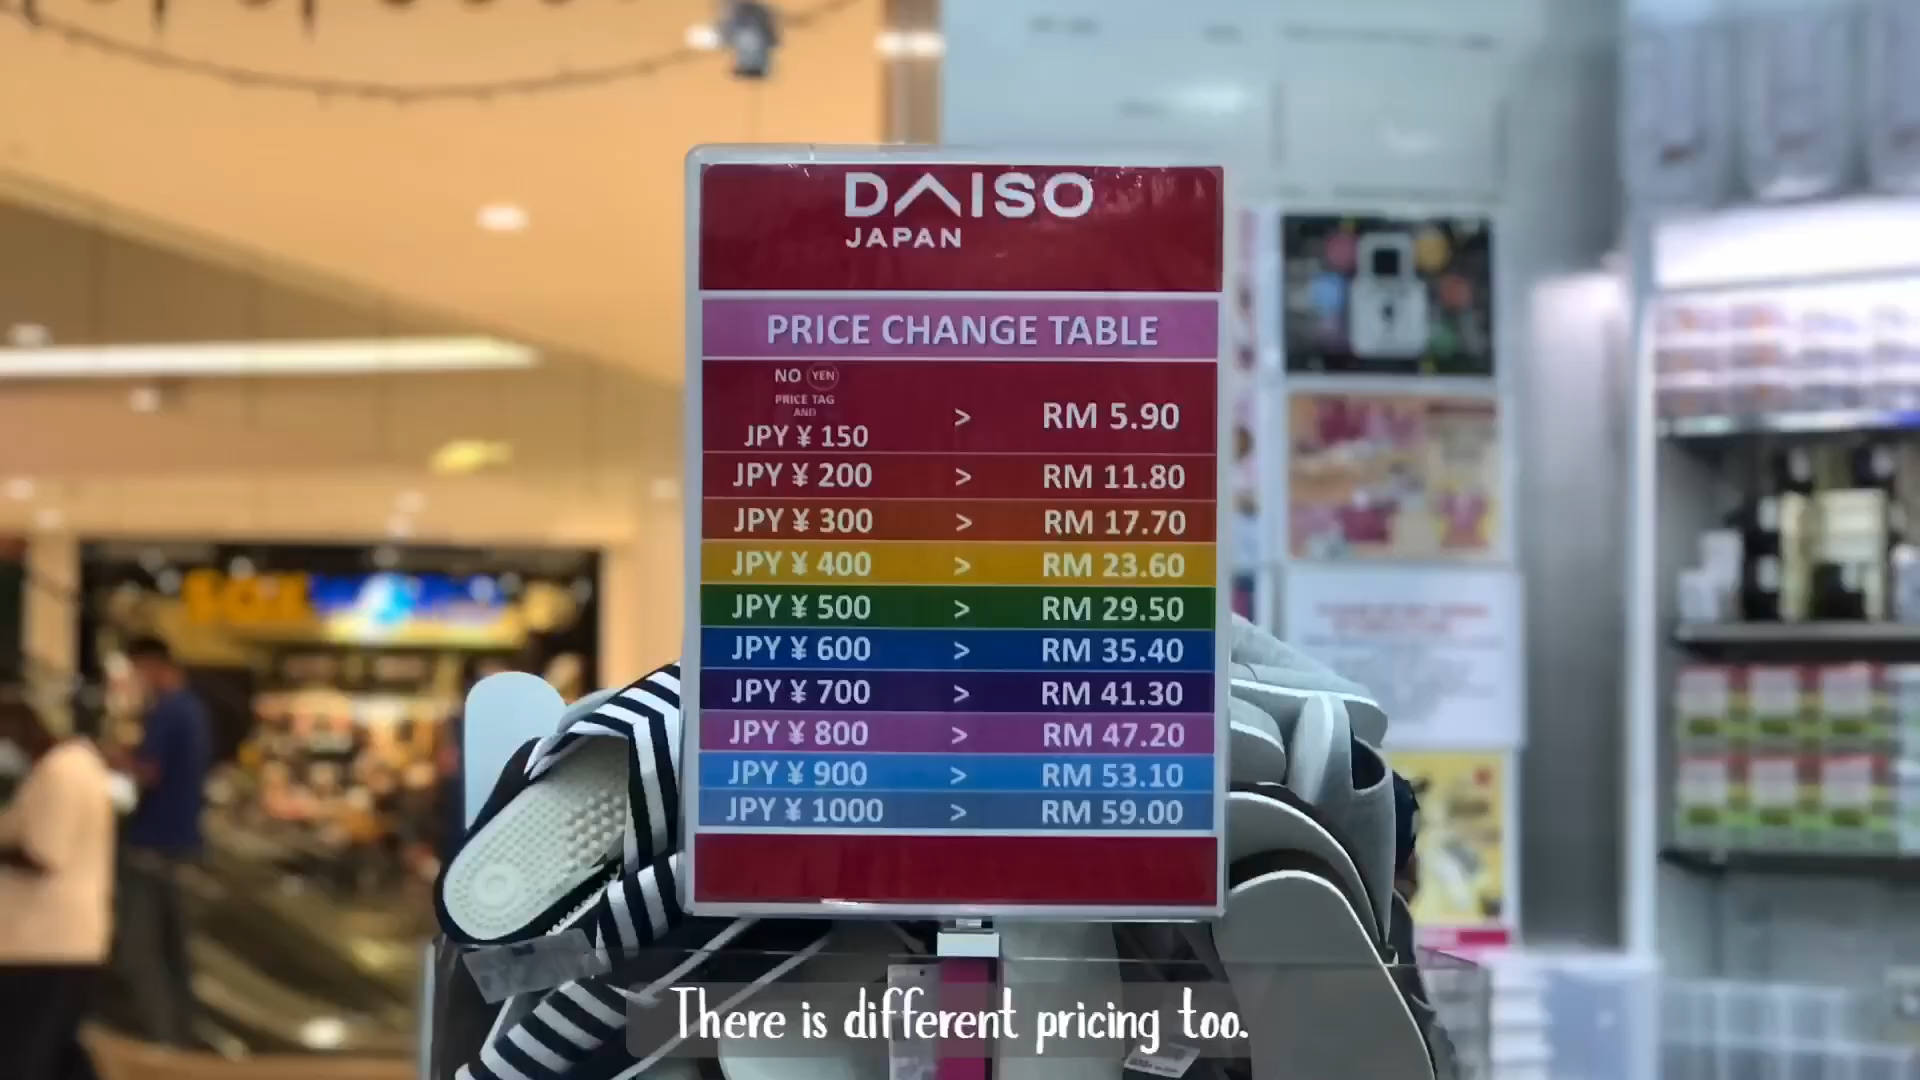 DAISO
JAPAN
PRICE CHANGE TABLE
NO YEN
PRICE TAG
AND
JPY ¥ 150 > RM 5.90
JPY ¥ 200 > RM 11.80
JPY ¥ 300 > RM 17.70
JPY ¥ 400 > RM 23.60
JPY ¥ 500 > RM 29.50
JPY ¥ 600 > RM 35.40
JPY ¥ 700 > RM 41.30
JPY ¥ 800 > RM 47.20
JPY ¥ 900 > RM 53.10
JPY ¥ 1000 > RM 59.00
There is different pricing too.